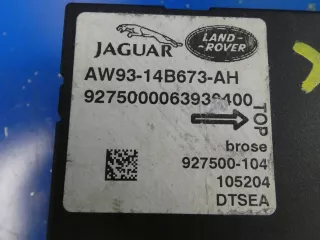 JAGUAR
LAND-
ROVER
AW93-14B673-AH
TOP
brose
927500-104
105204
DTSEA